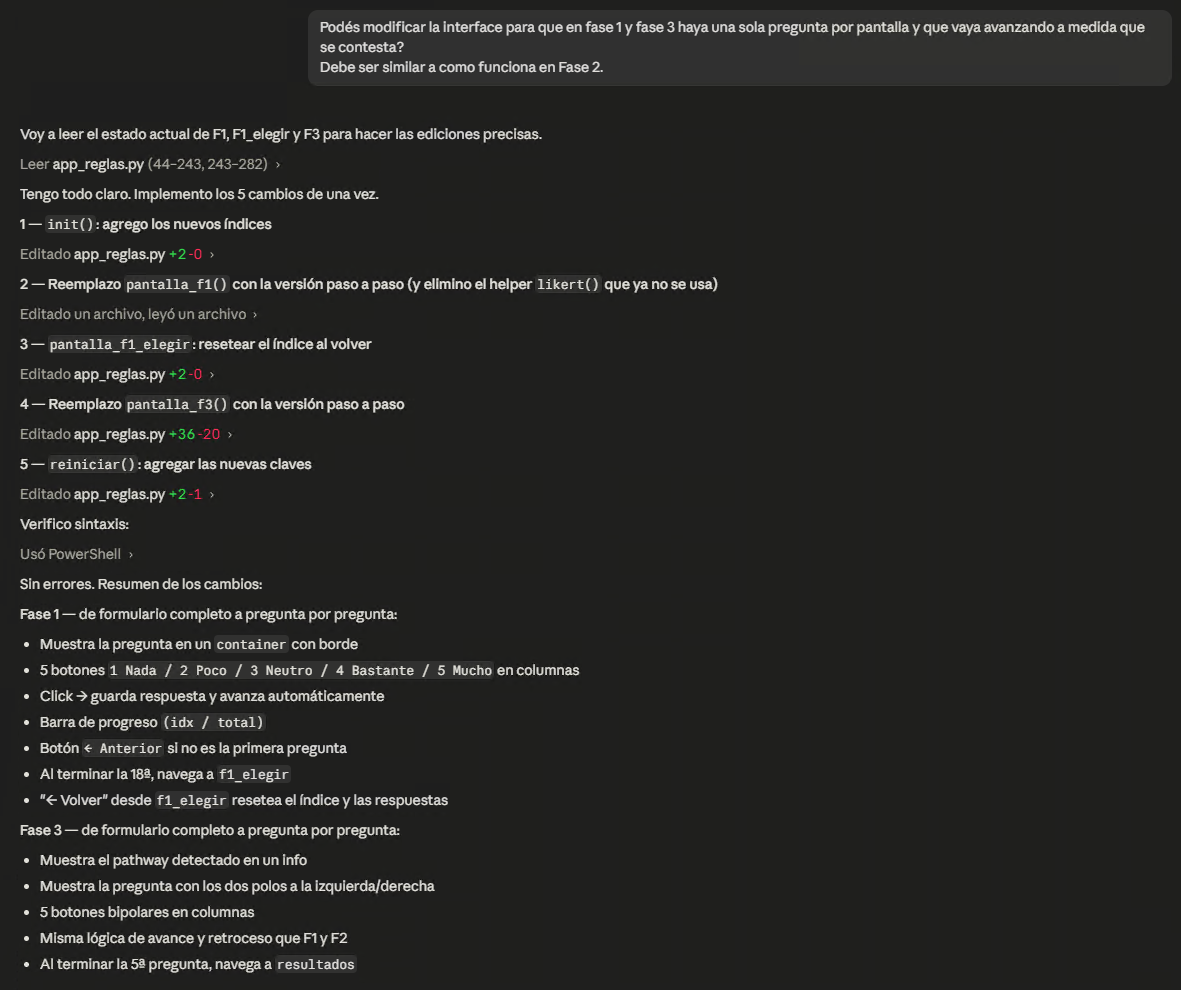 Podés modificar la interface para que en fase 1 y fase 3 haya una sola pregunta por pantalla y que vaya avanzando a medida que
se contesta?
Debe ser similar a como funciona en Fase 2.
Voy a leer el estado actual de F1, F1_elegir y F3 para hacer las ediciones precisas.
Leer app_reglas.py (44–243, 243–282) ›
Tengo todo claro. Implemento los 5 cambios de una vez.
1 — init(): agrego los nuevos índices
Editado app_reglas.py +2 -0 ›
2 — Reemplazo pantalla_f1() con la versión paso a paso (y elimino el helper likert() que ya no se usa)
Editado un archivo, leyó un archivo ›
3 — pantalla_f1_elegir: resetear el índice al volver
Editado app_reglas.py +2 -0 ›
4 — Reemplazo pantalla_f3() con la versión paso a paso
Editado app_reglas.py +36 -20 ›
5 — reiniciar(): agregar las nuevas claves
Editado app_reglas.py +2 -1 ›
Verifico sintaxis:
Usó PowerShell ›
Sin errores. Resumen de los cambios:
Fase 1 — de formulario completo a pregunta por pregunta:
• Muestra la pregunta en un container con borde
• 5 botones 1 Nada / 2 Poco / 3 Neutro / 4 Bastante / 5 Mucho en columnas
• Click → guarda respuesta y avanza automáticamente
• Barra de progreso (idx / total)
• Botón ← Anterior si no es la primera pregunta
• Al terminar la 18ª, navega a f1_elegir
• "← Volver" desde f1_elegir resetea el índice y las respuestas
Fase 3 — de formulario completo a pregunta por pregunta:
• Muestra el pathway detectado en un info
• Muestra la pregunta con los dos polos a la izquierda/derecha
• 5 botones bipolares en columnas
• Misma lógica de avance y retroceso que F1 y F2
• Al terminar la 5ª pregunta, navega a resultados